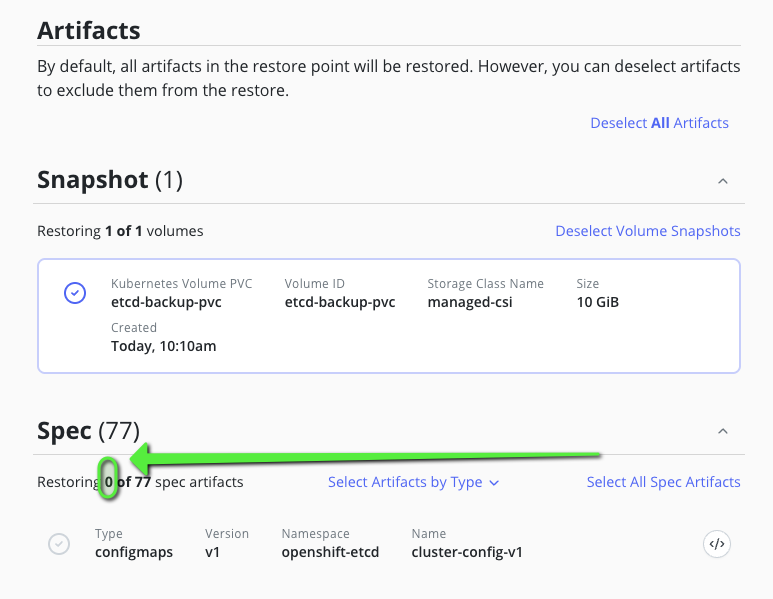 Artifacts
By default, all artifacts in the restore point will be restored. However, you can deselect artifacts
to exclude them from the restore.
Deselect All Artifacts
Snapshot (1)
Restoring 1 of 1 volumes
Deselect Volume Snapshots
Kubernetes Volume PVC
etcd-backup-pvc
Volume ID
etcd-backup-pvc
Storage Class Name
managed-csi
Size
10 GiB
Created
Today, 10:10am
Spec (77)
Restoring 0 of 77 spec artifacts
Select Artifacts by Type
Select All Spec Artifacts
Type
configmaps
Version
v1
Namespace
openshift-etcd
Name
cluster-config-v1
</>